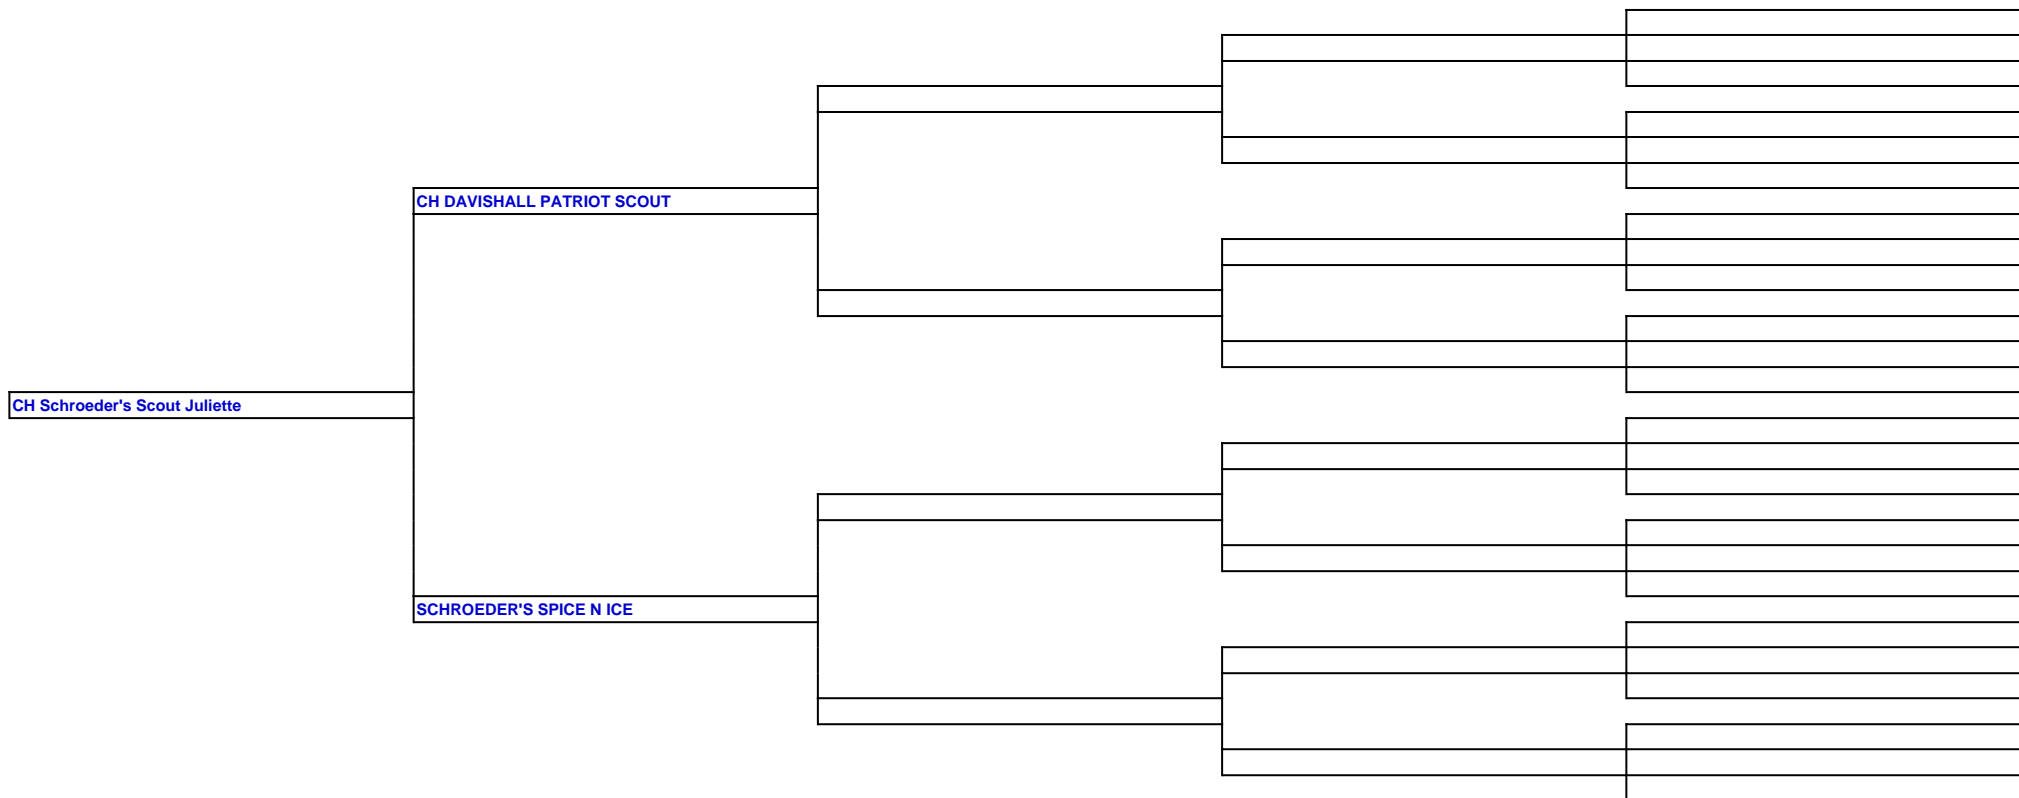 CH DAVISHALL PATRIOT SCOUT
CH Schroeder's Scout Juliette
SCHROEDER'S SPICE N ICE